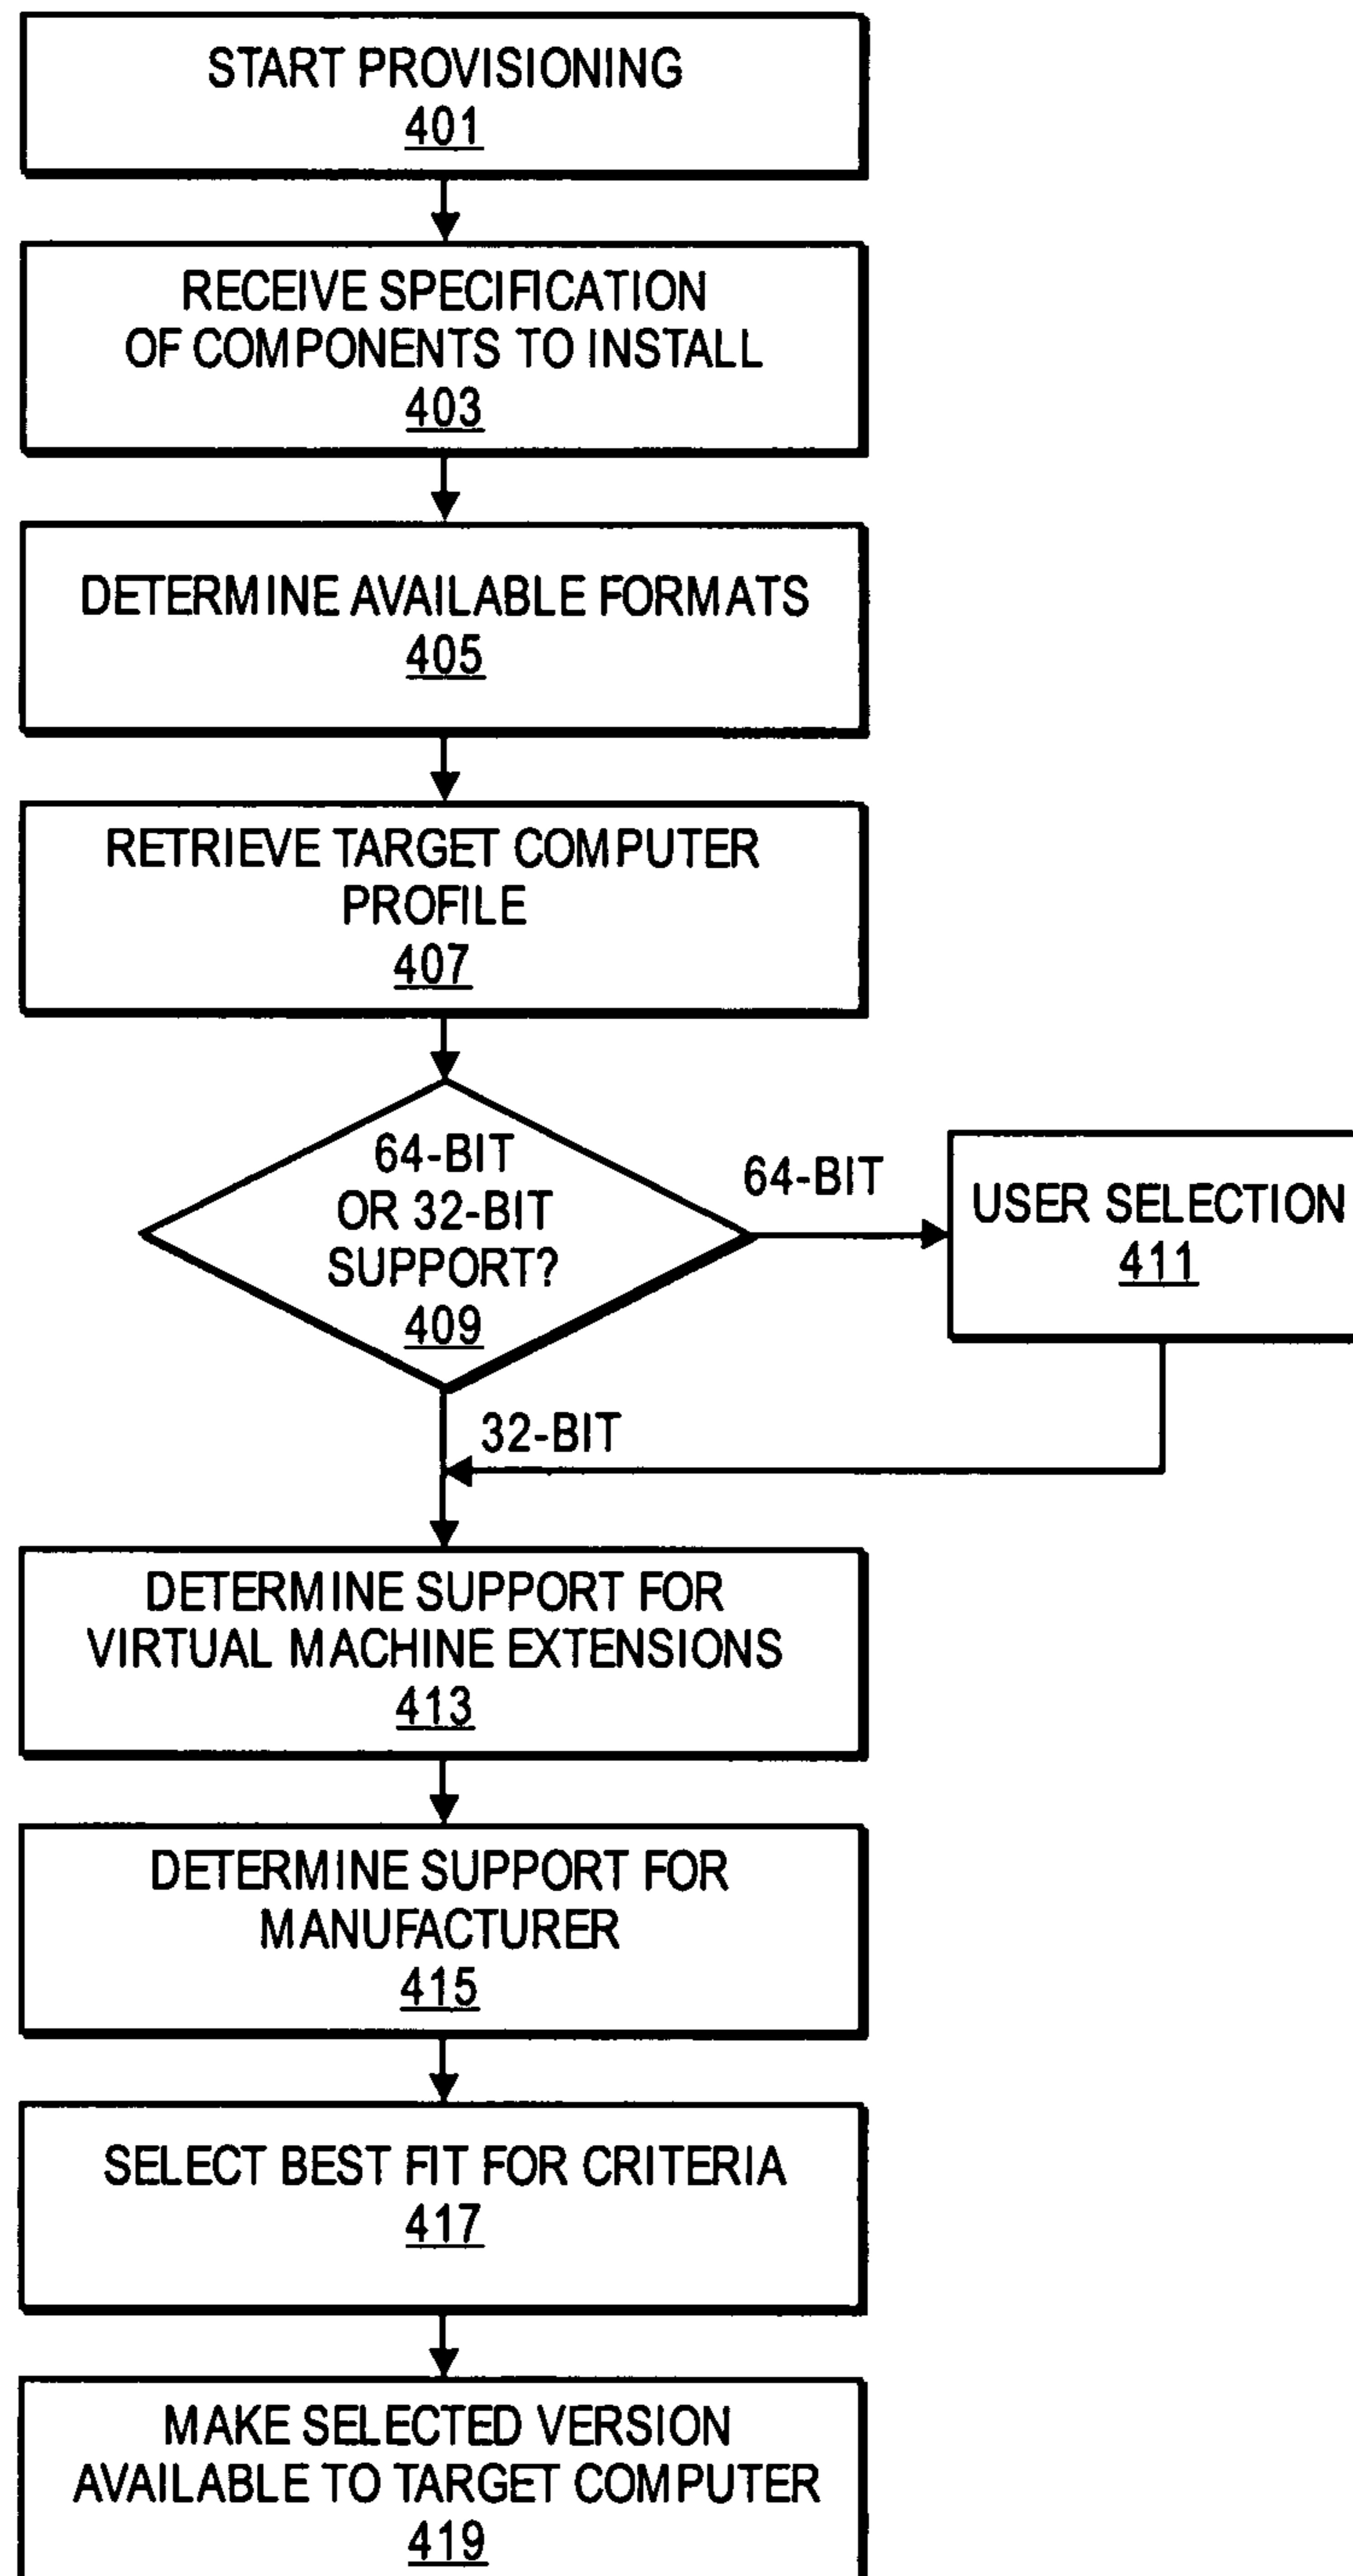 START PROVISIONING
401
RECEIVE SPECIFICATION
OF COMPONENTS TO INSTALL
403
DETERMINE AVAILABLE FORMATS
405
RETRIEVE TARGET COMPUTER
PROFILE
407
64-BIT
OR 32-BIT
SUPPORT?
409
64-BIT
USER SELECTION
411
32-BIT
DETERMINE SUPPORT FOR
VIRTUAL MACHINE EXTENSIONS
413
DETERMINE SUPPORT FOR
MANUFACTURER
415
SELECT BEST FIT FOR CRITERIA
417
MAKE SELECTED VERSION
AVAILABLE TO TARGET COMPUTER
419